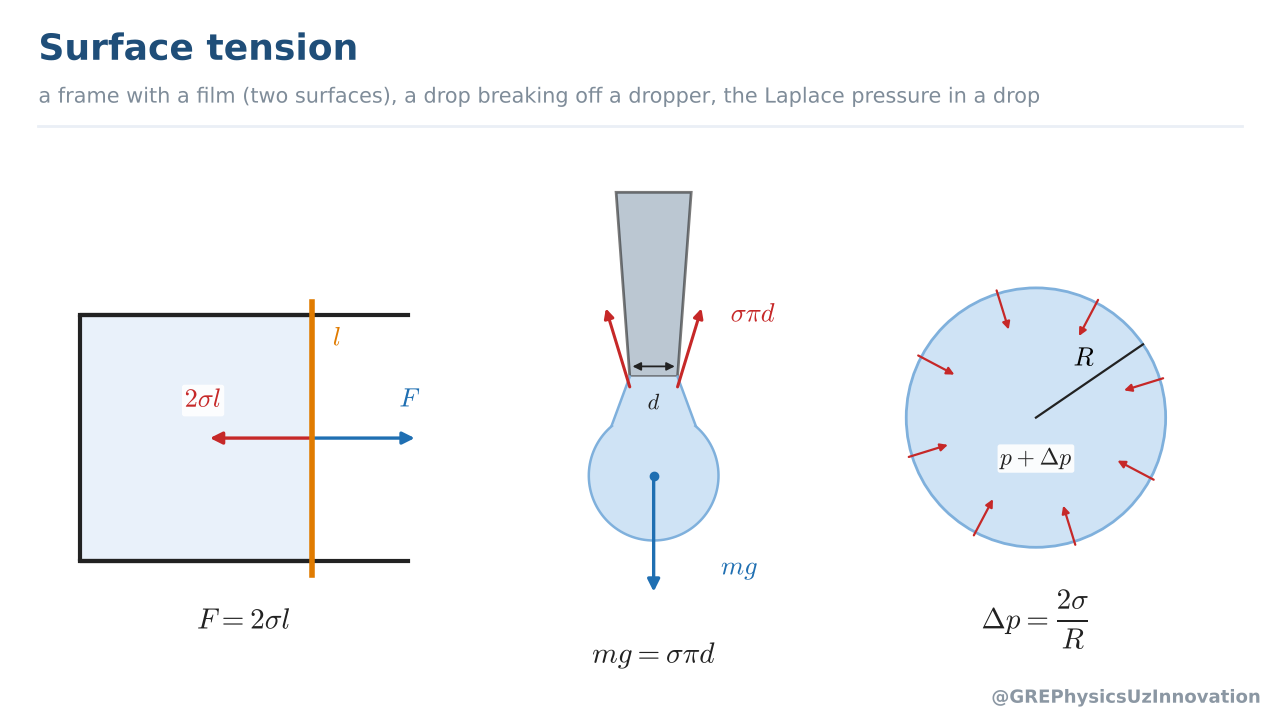 Surface tension
a frame with a film (two surfaces), a drop breaking off a dropper, the Laplace pressure in a drop
l
2σl
F
F = 2σl
σπd
d
mg
mg = σπd
R
p + Δp
Δp = 2σ/R
@GREPhysicsUzInnovation